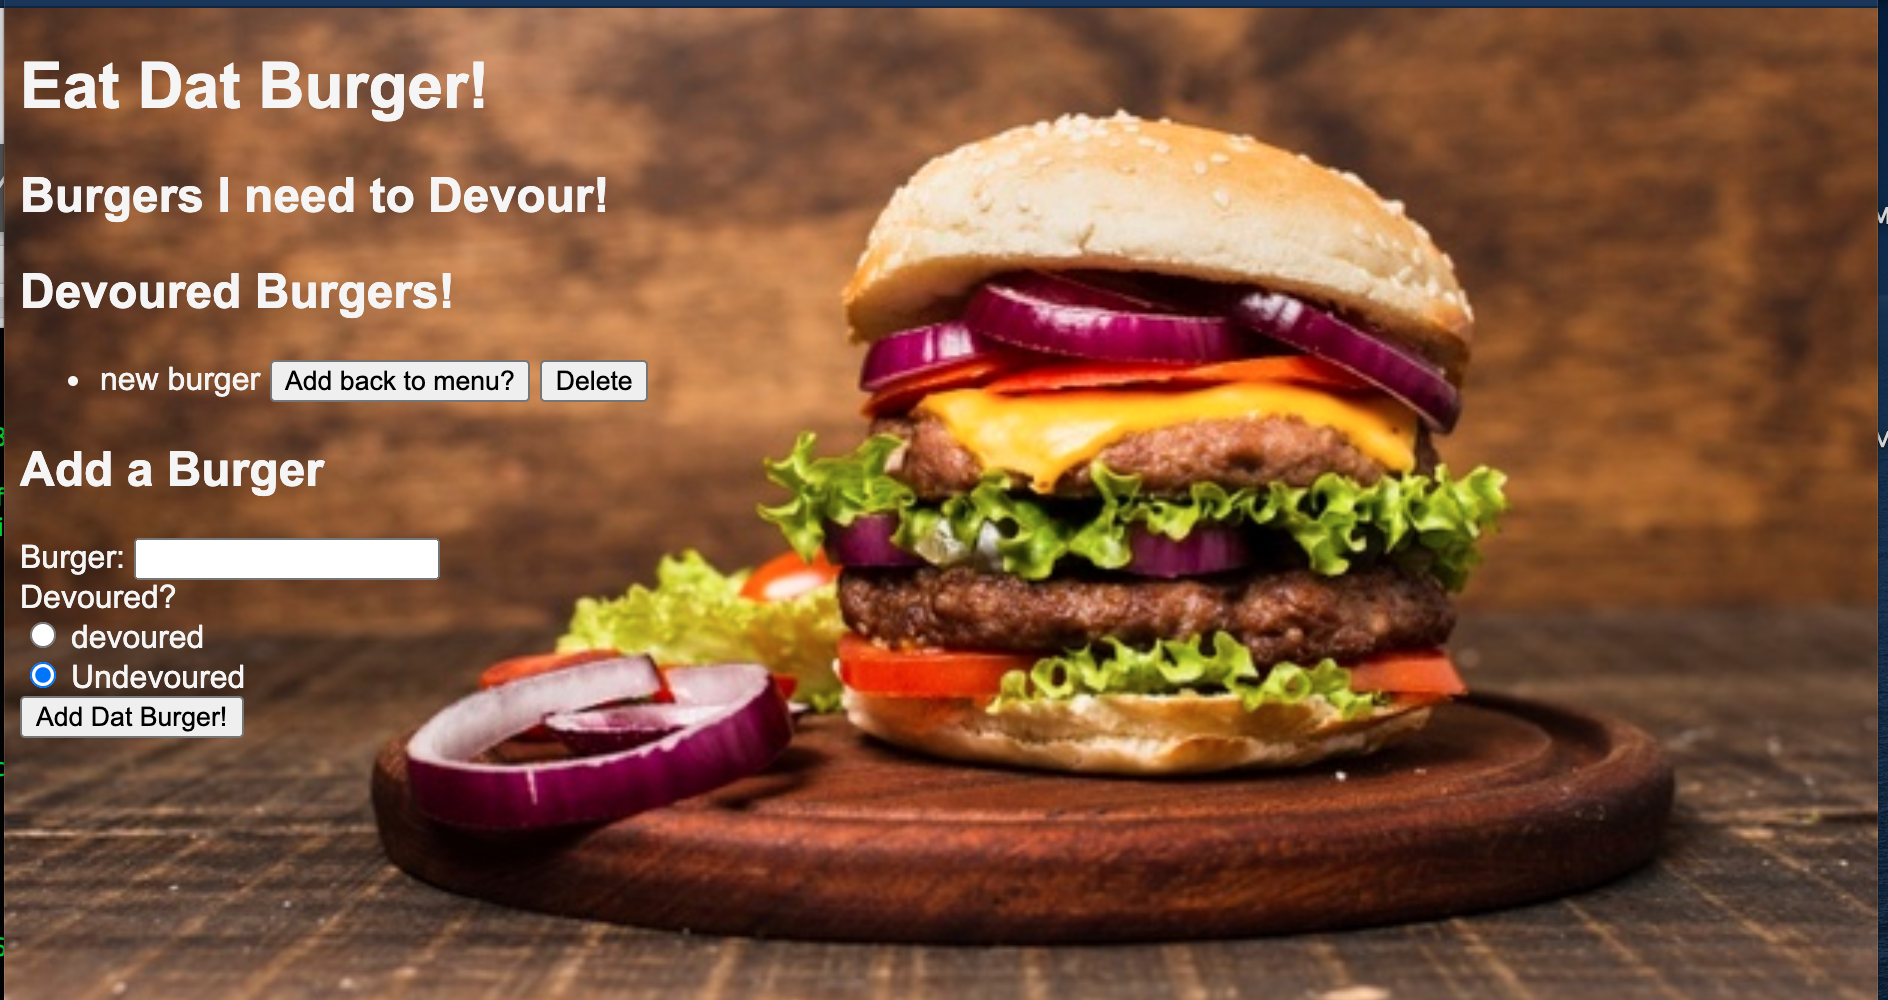 Eat Dat Burger!
Burgers I need to Devour!
Devoured Burgers!
new burger Add back to menu? Delete
Add a Burger
Burger:
Devoured?
devoured
Undevoured
Add Dat Burger!